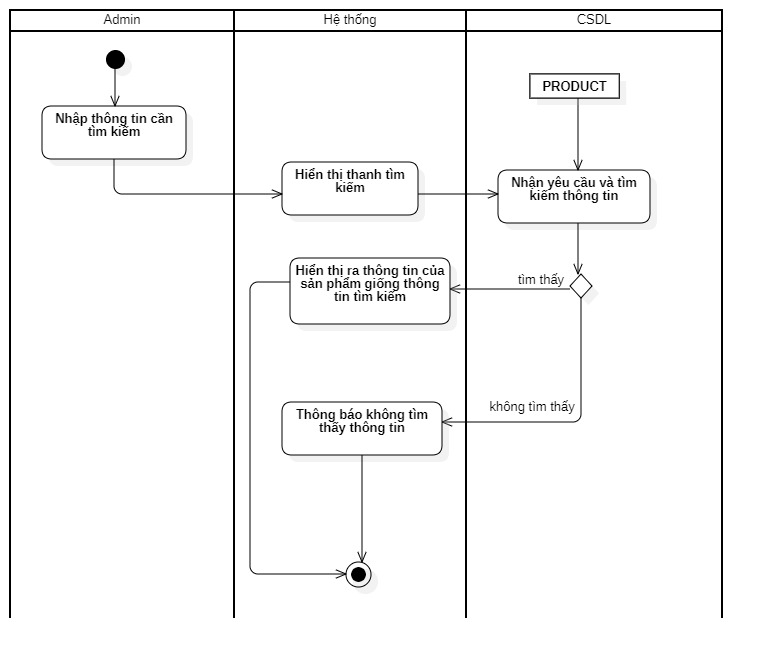 Admin
Hệ thống
CSDL
PRODUCT
Nhập thông tin cần
tìm kiếm
Hiển thị thanh tìm
kiếm
Nhận yêu cầu và tìm
kiếm thông tin
Hiển thị ra thông tin của
sản phẩm giống thông
tin tìm kiếm
tìm thấy
không tìm thấy
Thông báo không tìm
thấy thông tin